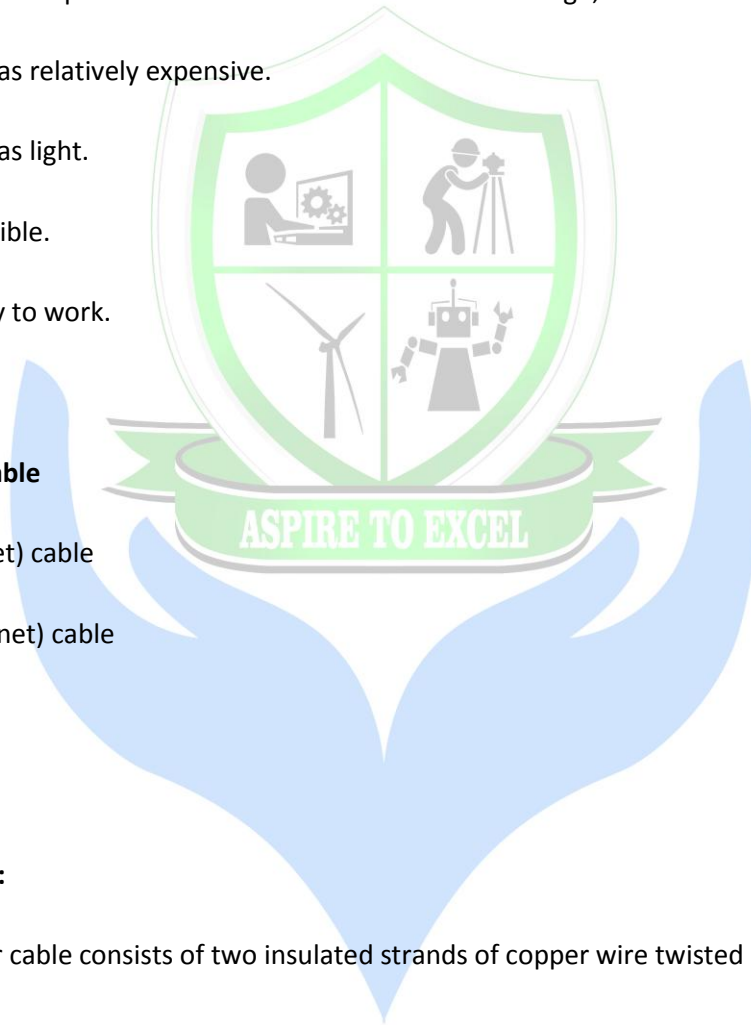 as relatively expensive.
as light.
ible.
y to work.
able
ASPIRE TO EXCEL
et) cable
net) cable
:
r cable consists of two insulated strands of copper wire twisted